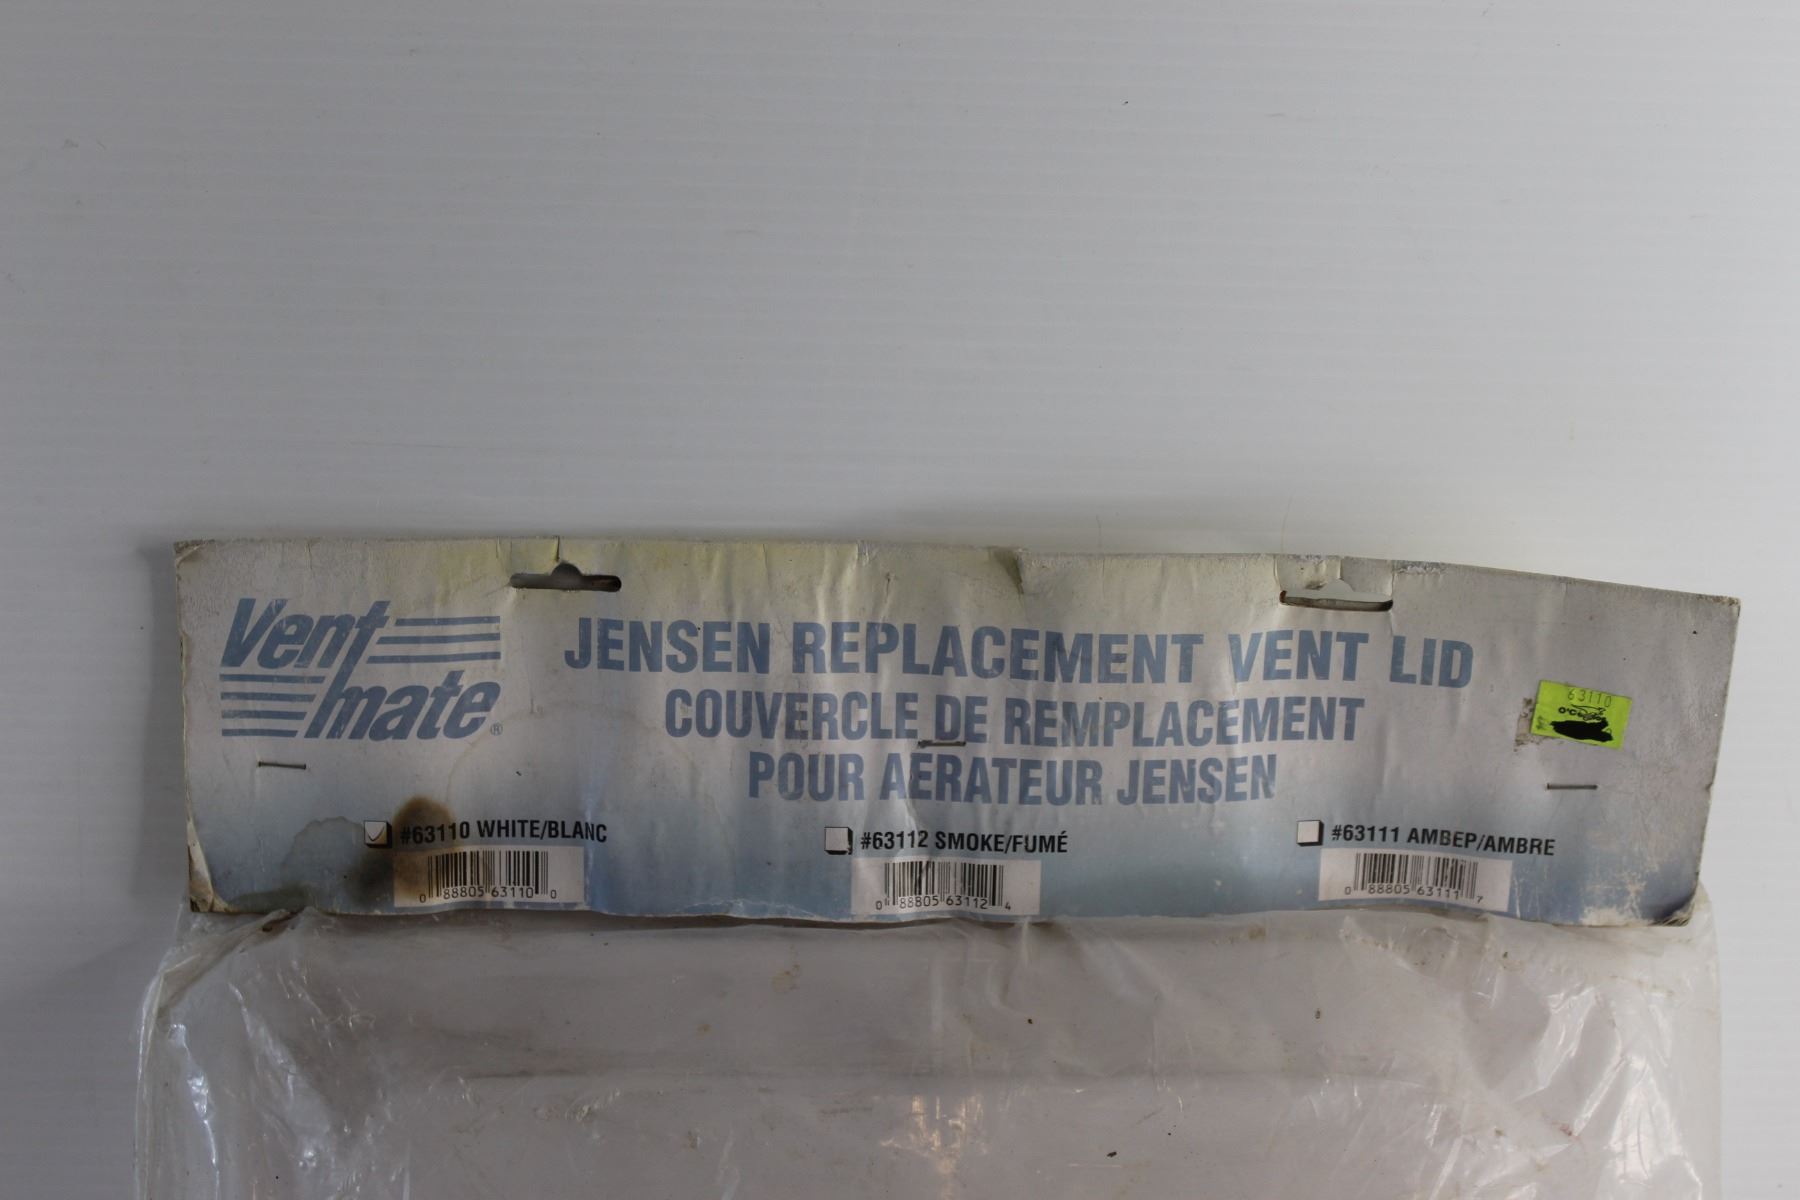 Vent
mate®
JENSEN REPLACEMENT VENT LID
COUVERCLE DE REMPLACEMENT
POUR AÉRATEUR JENSEN
63110
#63110 WHITE/BLANC
0 88805 63110 0
#63112 SMOKE/FUMÉ
0 88805 63112 4
#63111 AMBEP/AMBRE
0 88805 63111 7